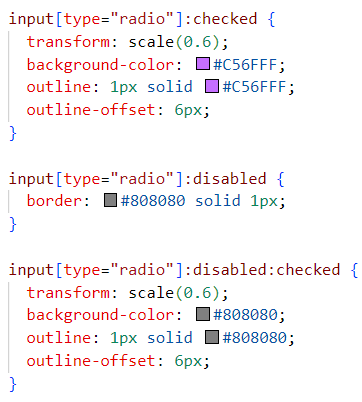 input[type="radio"]:checked {
  transform: scale(0.6);
  background-color: #C56FFF;
  outline: 1px solid #C56FFF;
  outline-offset: 6px;
}

input[type="radio"]:disabled {
  border: #808080 solid 1px;
}

input[type="radio"]:disabled:checked {
  transform: scale(0.6);
  background-color: #808080;
  outline: 1px solid #808080;
  outline-offset: 6px;
}